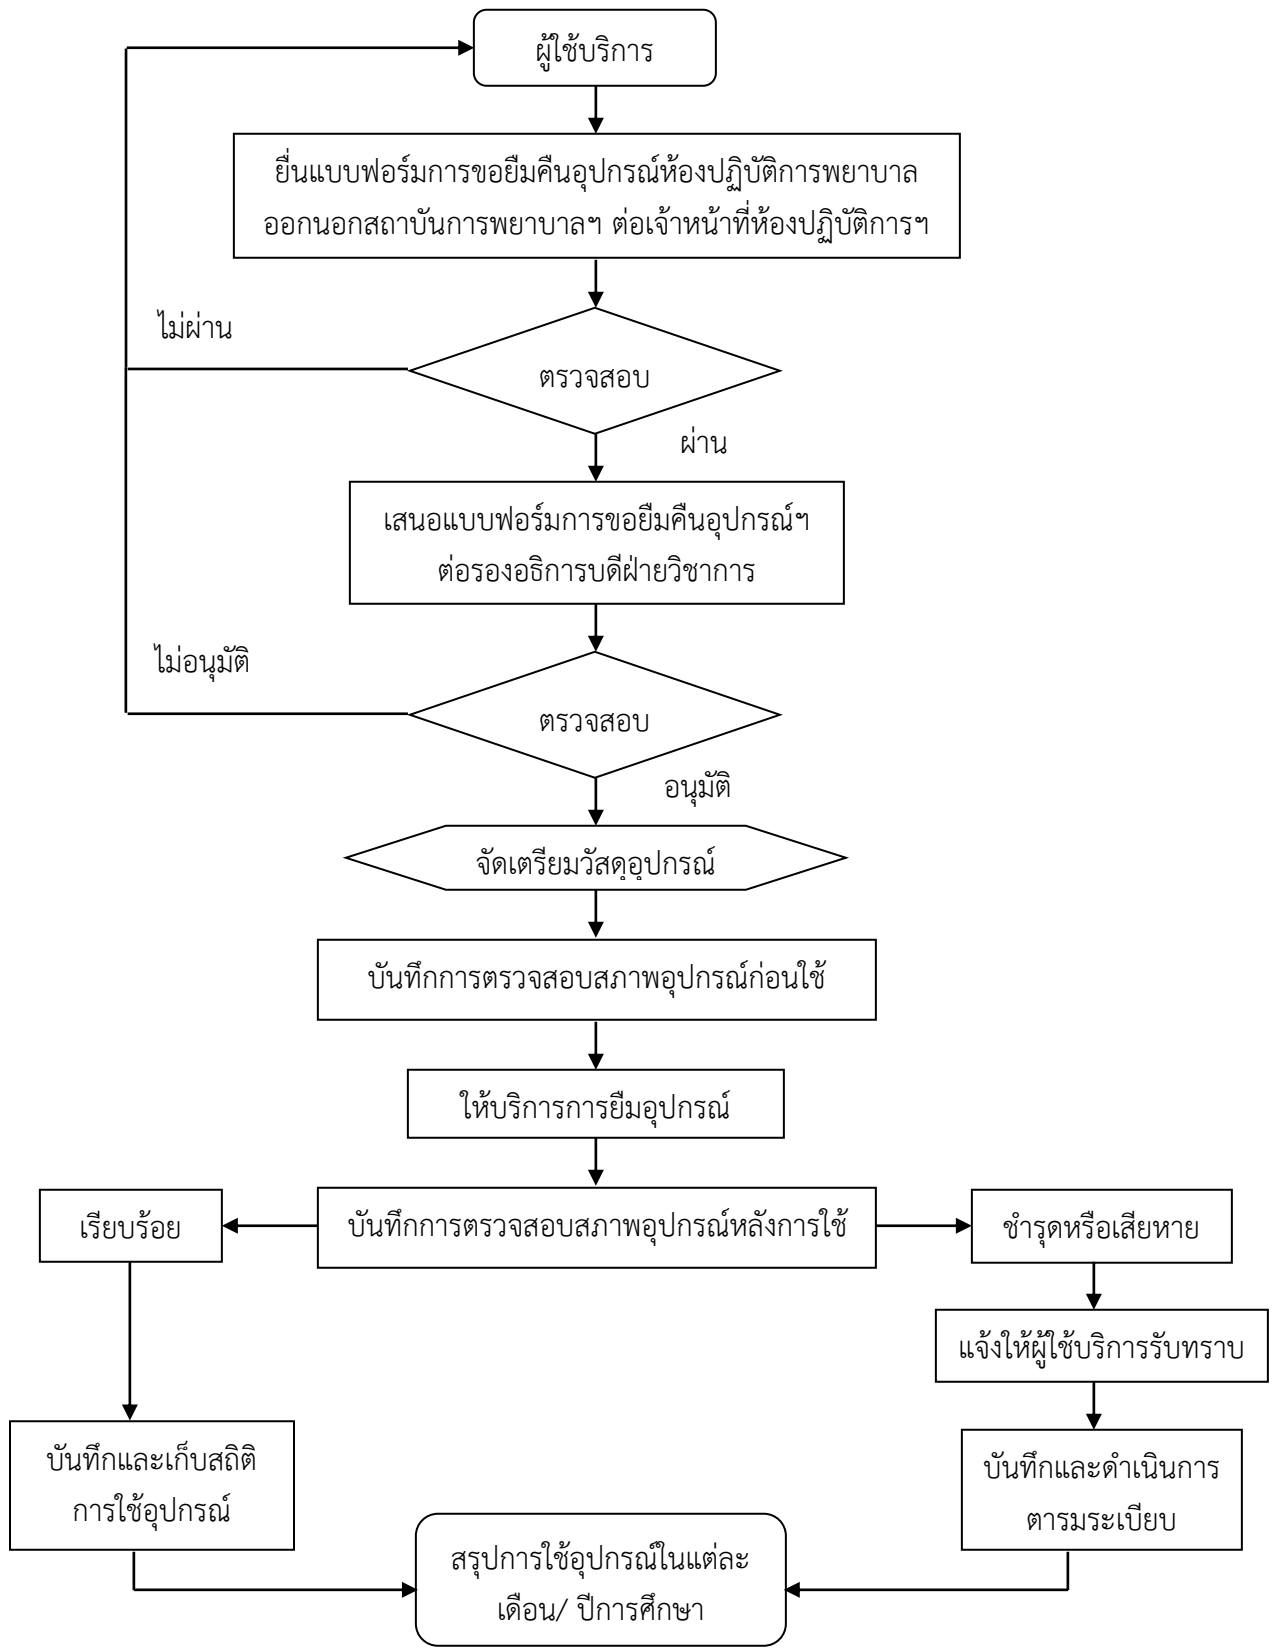 ผู้ใช้บริการ
ยื่นแบบฟอร์มการขอยืมคืนอุปกรณ์ห้องปฏิบัติการพยาบาล
ออกนอกสถาบันการพยาบาลฯ ต่อเจ้าหน้าที่ห้องปฏิบัติการฯ
ไม่ผ่าน
ตรวจสอบ
ผ่าน
เสนอแบบฟอร์มการขอยืมคืนอุปกรณ์ฯ
ต่อรองอธิการบดีฝ่ายวิชาการ
ไม่อนุมัติ
ตรวจสอบ
อนุมัติ
จัดเตรียมวัสดุอุปกรณ์
บันทึกการตรวจสอบสภาพอุปกรณ์ก่อนใช้
ให้บริการการยืมอุปกรณ์
เรียบร้อย
บันทึกการตรวจสอบสภาพอุปกรณ์หลังการใช้
ชำรุดหรือเสียหาย
แจ้งให้ผู้ใช้บริการรับทราบ
บันทึกและเก็บสถิติ
การใช้อุปกรณ์
บันทึกและดำเนินการ
ตารมระเบียบ
สรุปการใช้อุปกรณ์ในแต่ละ
เดือน/ ปีการศึกษา